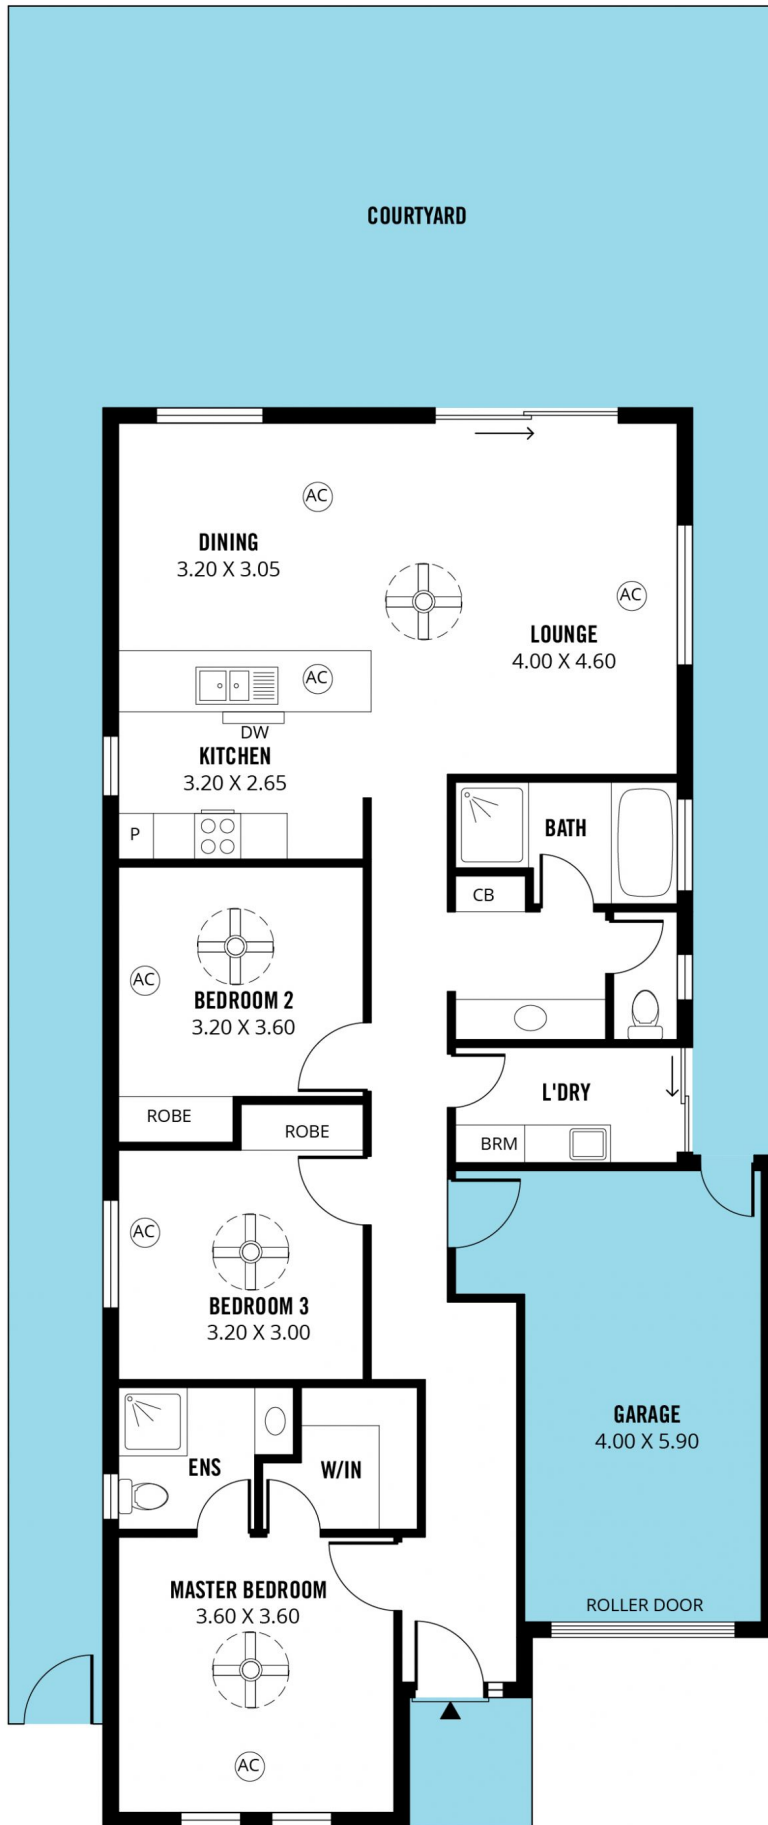 COURTYARD
AC
DINING
3.20 X 3.05
AC
LOUNGE
4.00 X 4.60
AC
DW
KITCHEN
3.20 X 2.65
P
BATH
CB
AC
BEDROOM 2
3.20 X 3.60
L'DRY
ROBE
ROBE
BRM
AC
BEDROOM 3
3.20 X 3.00
GARAGE
4.00 X 5.90
ENS
W/IN
MASTER BEDROOM
3.60 X 3.60
ROLLER DOOR
AC